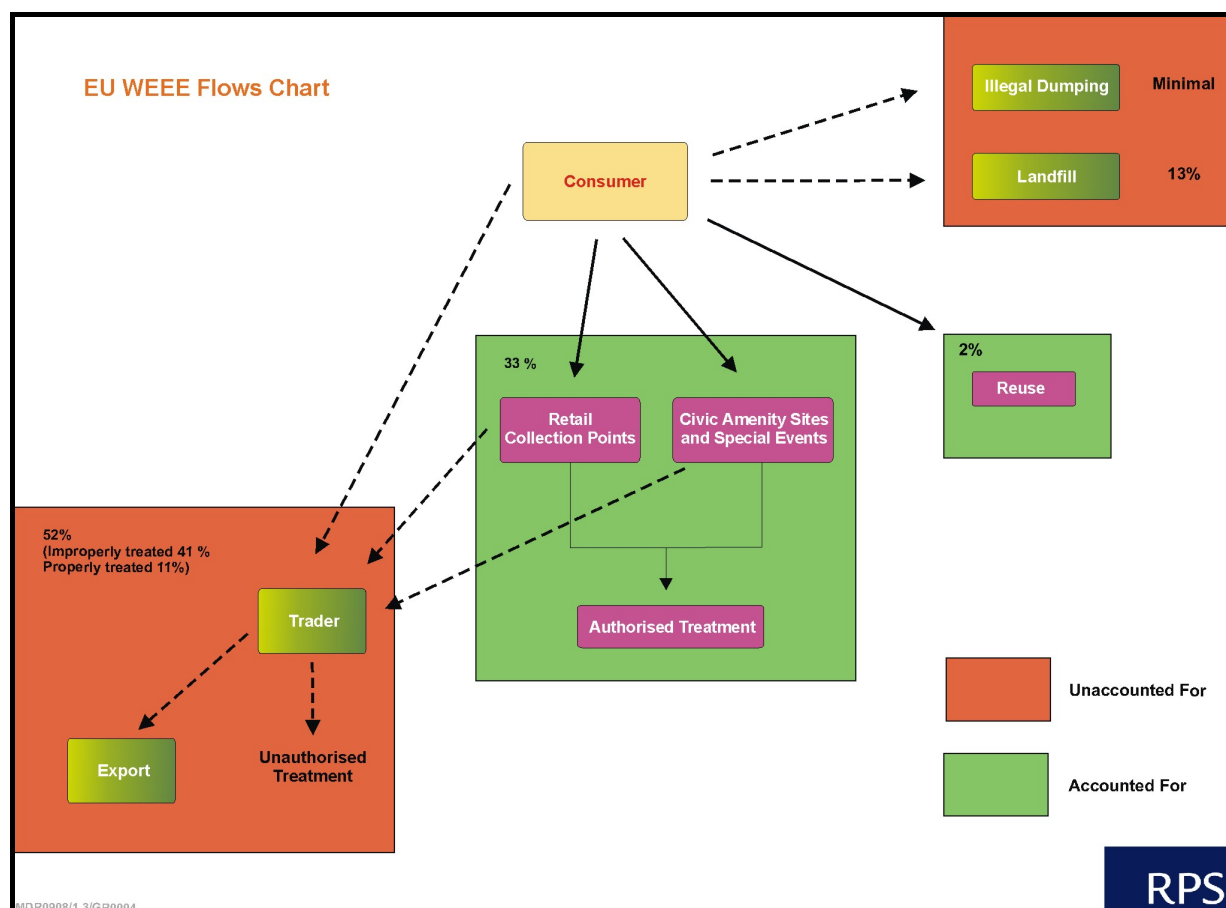 EU WEEE Flows Chart
Illegal Dumping
Minimal
Consumer
Landfill
13%
33 %
2%
Reuse
Retail
Collection Points
Civic Amenity Sites
and Special Events
52%
(Improperly treated 41 %
Properly treated 11%)
Trader
Authorised Treatment
Unaccounted For
Export
Unauthorised
Treatment
Accounted For
RPS